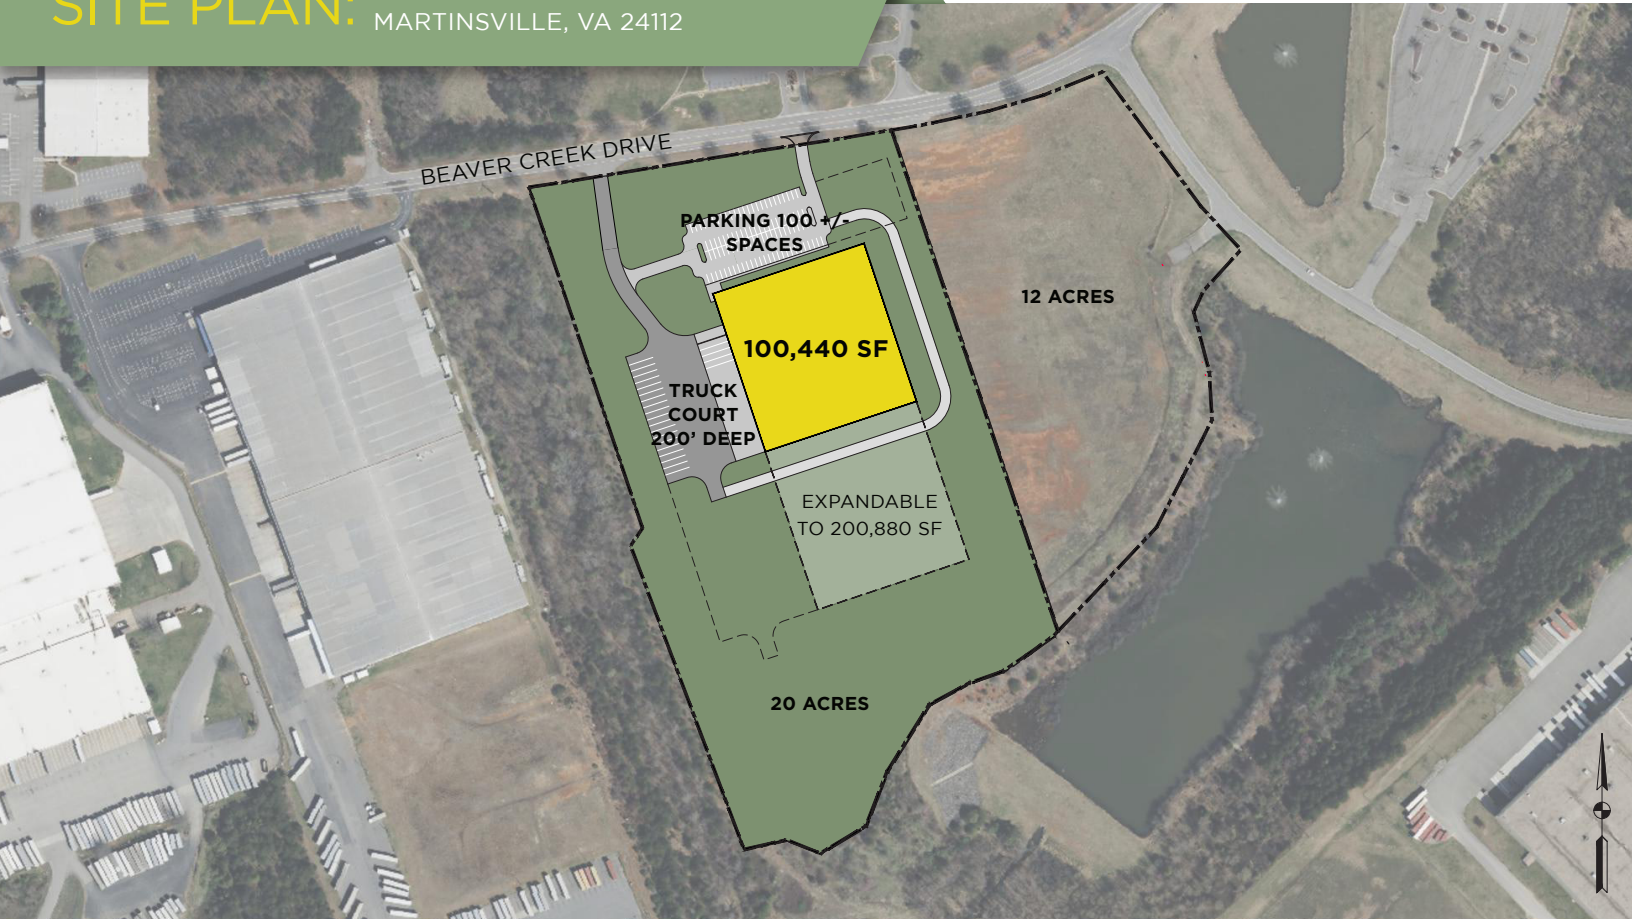 SITE PLAN:
MARTINSVILLE, VA 24112
BEAVER CREEK DRIVE
PARKING 100 +/-
SPACES
12 ACRES
100,440 SF
TRUCK
COURT
200’ DEEP
EXPANDABLE
TO 200,880 SF
20 ACRES